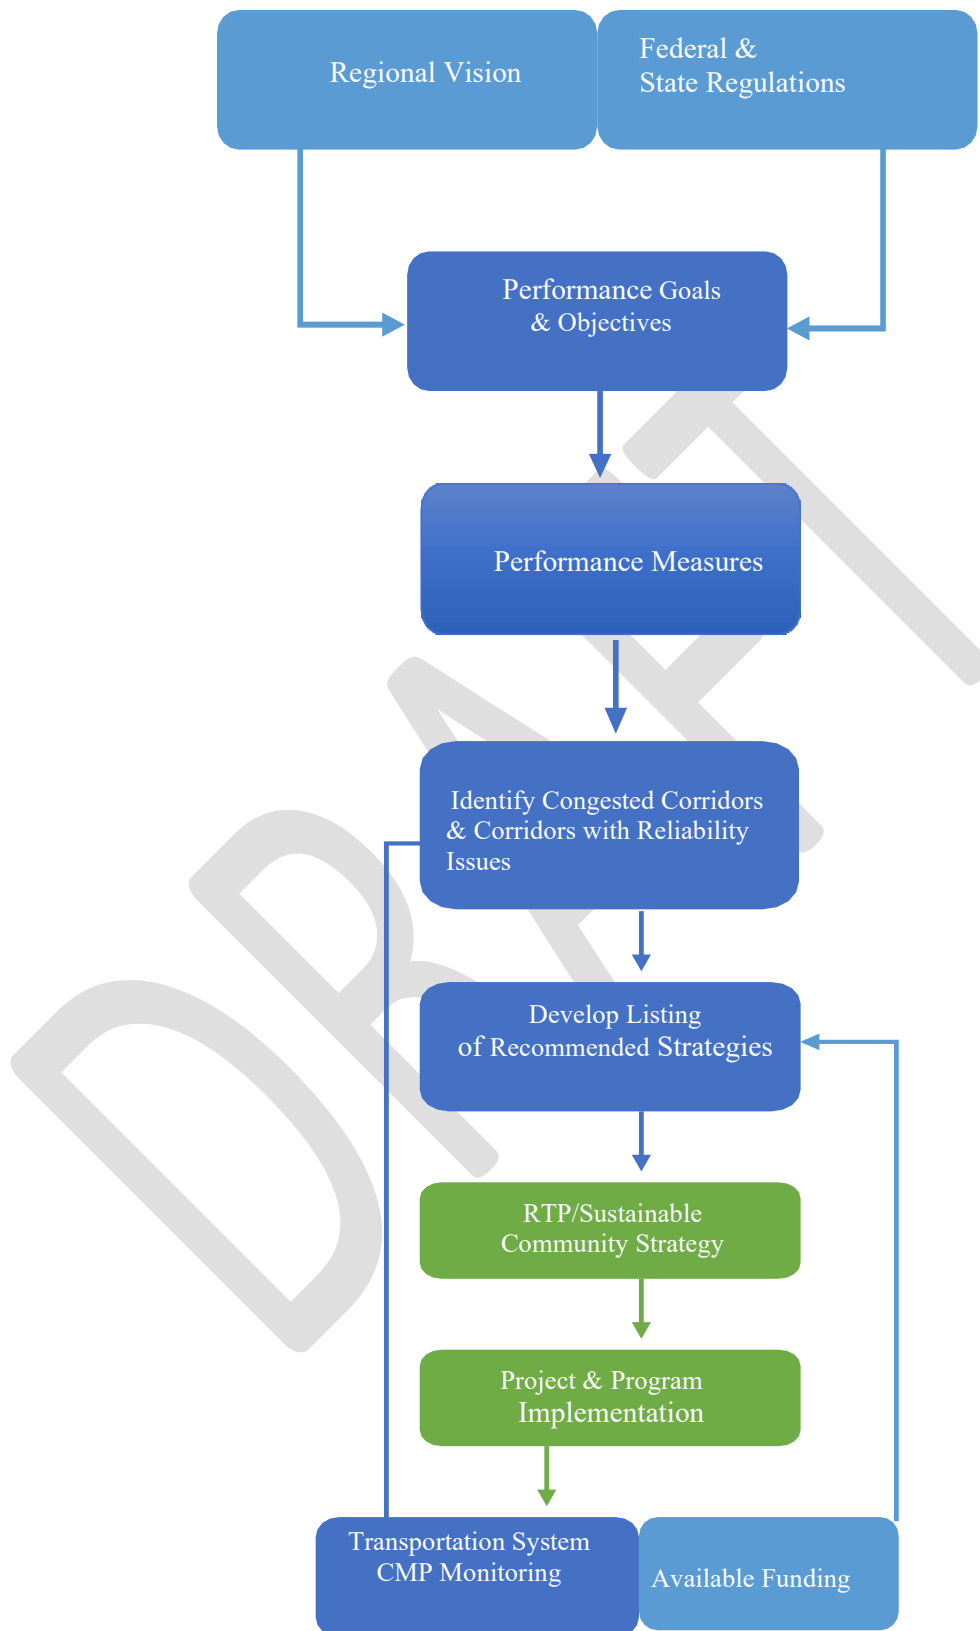 Regional Vision
Federal &
State Regulations
Performance Goals
& Objectives
Performance Measures
Identify Congested Corridors
& Corridors with Reliability
Issues
Develop Listing
of Recommended Strategies
RTP/Sustainable
Community Strategy
Project & Program
Implementation
Transportation System
CMP Monitoring
Available Funding
DRAFT